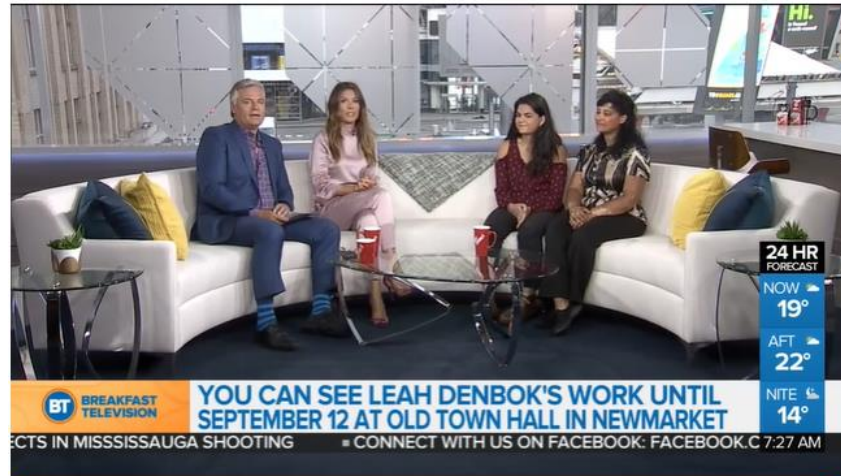 Hi.
24 HR
FORECAST
NOW
19°
AFT
22°
NITE
14°
BT
BREAKFAST
TELEVISION
YOU CAN SEE LEAH DENBOK'S WORK UNTIL
SEPTEMBER 12 AT OLD TOWN HALL IN NEWMARKET
ECTS IN MISSSISSAUGA SHOOTING ▪ CONNECT WITH US ON FACEBOOK: FACEBOOK.C 7:27 AM